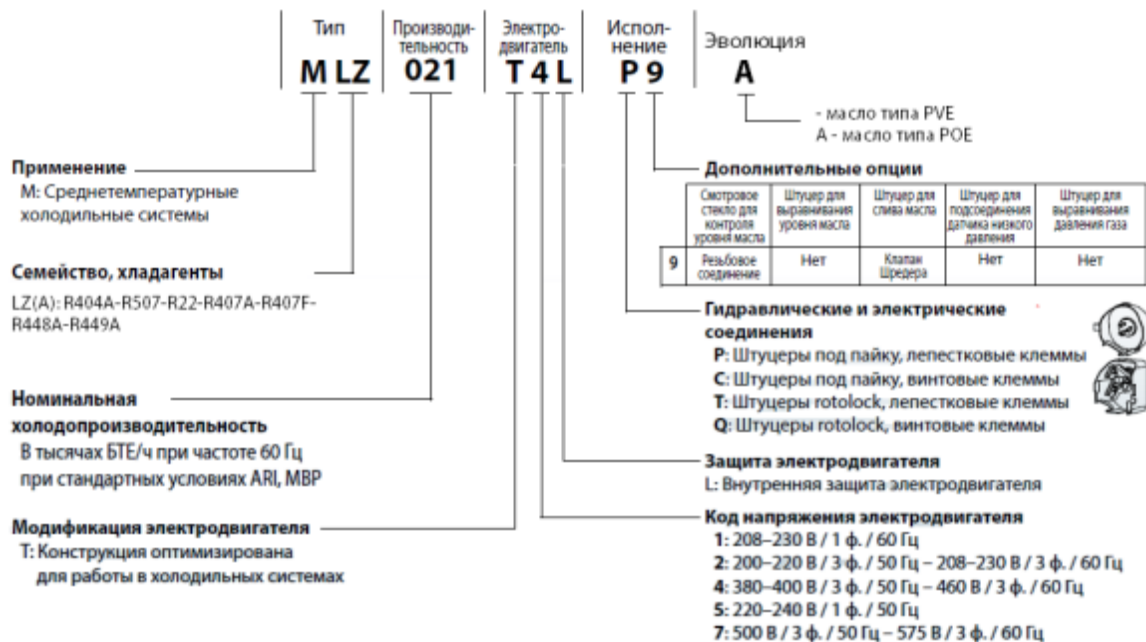 Тип
Производи-
тельность
Электро-
двигатель
Испол-
нение
Эволюция
M LZ 021 T 4 L P 9 A
- масло типа PVE
A - масло типа POE
Применение
M: Среднетемпературные
холодильные системы
Семейство, хладагенты
LZ(A): R404A-R507-R22-R407A-R407F-
R448A-R449A
Номинальная
холодопроизводительность
В тысячах БТЕ/ч при частоте 60 Гц
при стандартных условиях ARI, MBP
Модификация электродвигателя
T: Конструкция оптимизирована
для работы в холодильных системах
Дополнительные опции
Смотровое
стекло для
контроля
уровня масла
Штуцер для
выравнивания
уровня масла
Штуцер для
слива масла
Штуцер для
подсоединения
датчика низкого
давления
Штуцер для
выравнивания
давления газа
9
Резьбовое
соединение
Нет
Клапан
Шредера
Нет
Нет
Гидравлические и электрические
соединения
P: Штуцеры под пайку, лепестковые клеммы
C: Штуцеры под пайку, винтовые клеммы
T: Штуцеры rotolock, лепестковые клеммы
Q: Штуцеры rotolock, винтовые клеммы
Защита электродвигателя
L: Внутренняя защита электродвигателя
Код напряжения электродвигателя
1: 208–230 В / 1 ф. / 60 Гц
2: 200–220 В / 3 ф. / 50 Гц – 208–230 В / 3 ф. / 60 Гц
4: 380–400 В / 3 ф. / 50 Гц – 460 В / 3 ф. / 60 Гц
5: 220–240 В / 1 ф. / 50 Гц
7: 500 В / 3 ф. / 50 Гц – 575 В / 3 ф. / 60 Гц